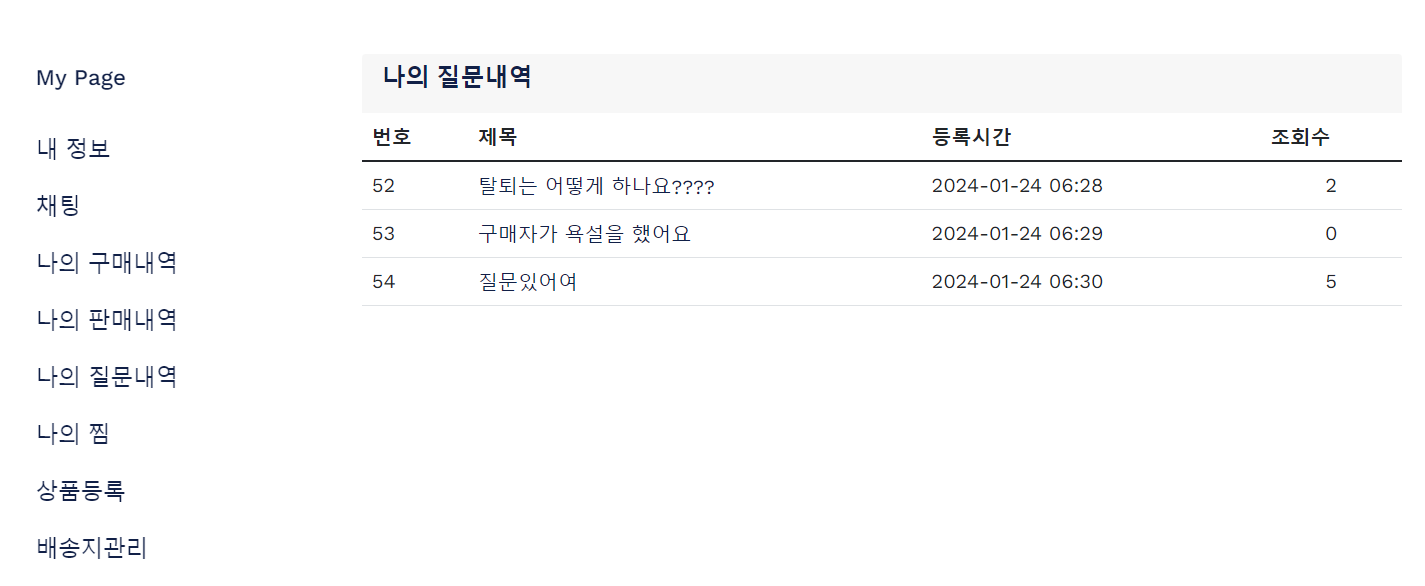 My Page
내 정보
채팅
나의 구매내역
나의 판매내역
나의 질문내역
나의 찜
상품등록
배송지관리
나의 질문내역
번호 제목 등록시간 조회수
52 탈퇴는 어떻게 하나요???? 2024-01-24 06:28 2
53 구매자가 욕설을 했어요 2024-01-24 06:29 0
54 질문있어여 2024-01-24 06:30 5